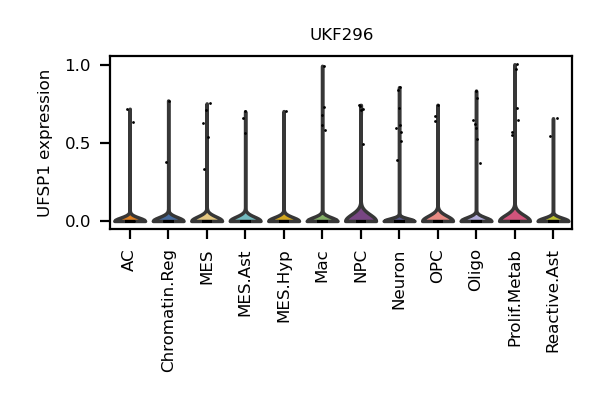 UKF296
UFSP1 expression
1.0
0.5
0.0
AC
Chromatin.Reg
MES
MES.Ast
MES.Hyp
Mac
NPC
Neuron
OPC
Oligo
Prolif.Metab
Reactive.Ast